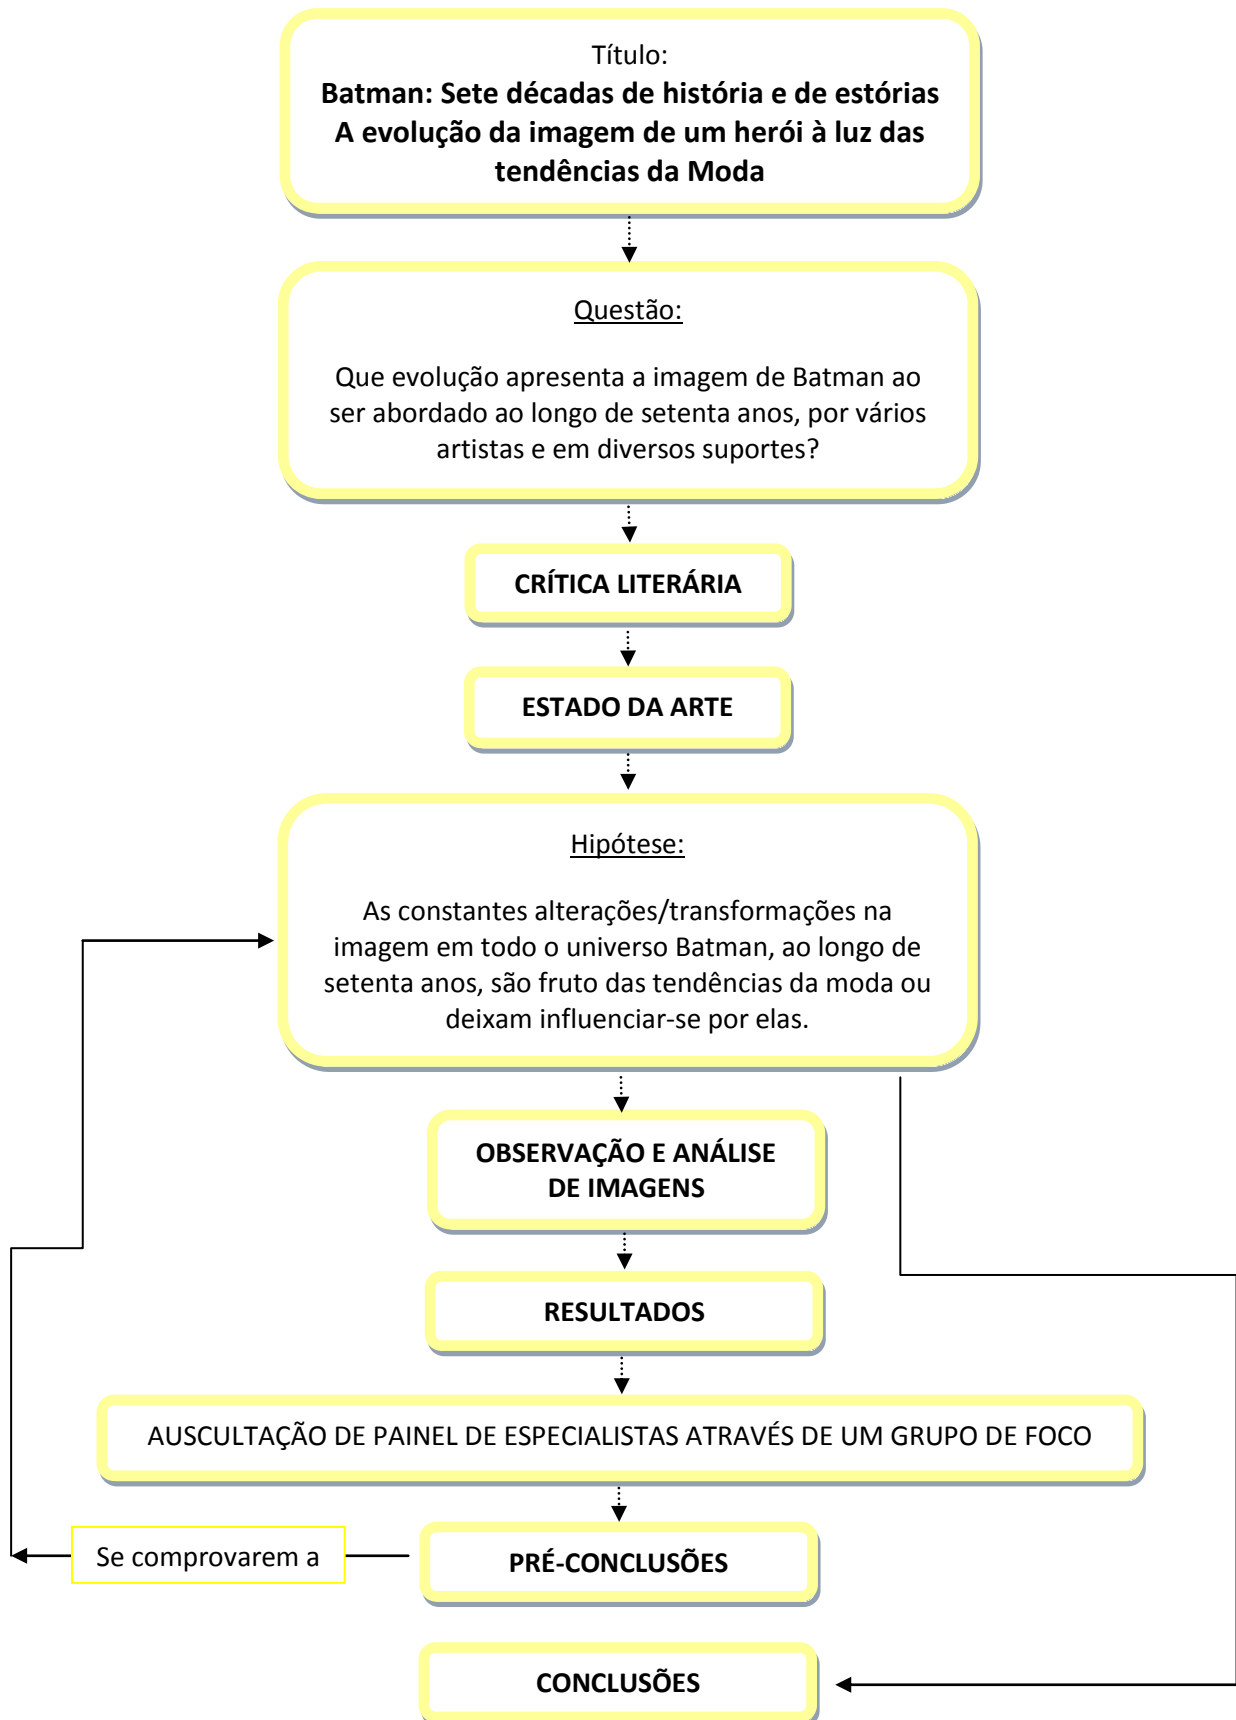 Título:
Batman: Sete décadas de história e de estórias
A evolução da imagem de um herói à luz das
tendências da Moda
Questão:
Que evolução apresenta a imagem de Batman ao
ser abordado ao longo de setenta anos, por vários
artistas e em diversos suportes?
CRÍTICA LITERÁRIA
ESTADO DA ARTE
Hipótese:
As constantes alterações/transformações na
imagem em todo o universo Batman, ao longo de
setenta anos, são fruto das tendências da moda ou
deixam influenciar-se por elas.
OBSERVAÇÃO E ANÁLISE
DE IMAGENS
RESULTADOS
AUSCULTAÇÃO DE PAINEL DE ESPECIALISTAS ATRAVÉS DE UM GRUPO DE FOCO
Se comprovarem a
PRÉ-CONCLUSÕES
CONCLUSÕES